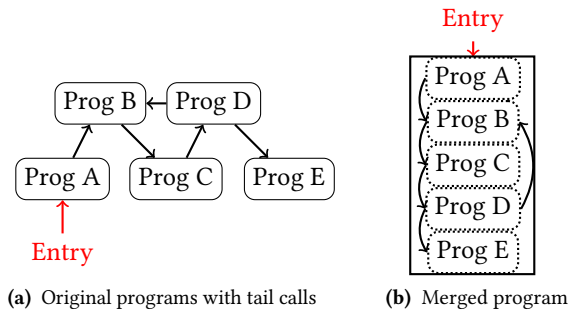 Prog B
Prog D
Prog A
Prog C
Prog E
Entry
(a) Original programs with tail calls
Entry
Prog A
Prog B
Prog C
Prog D
Prog E
(b) Merged program